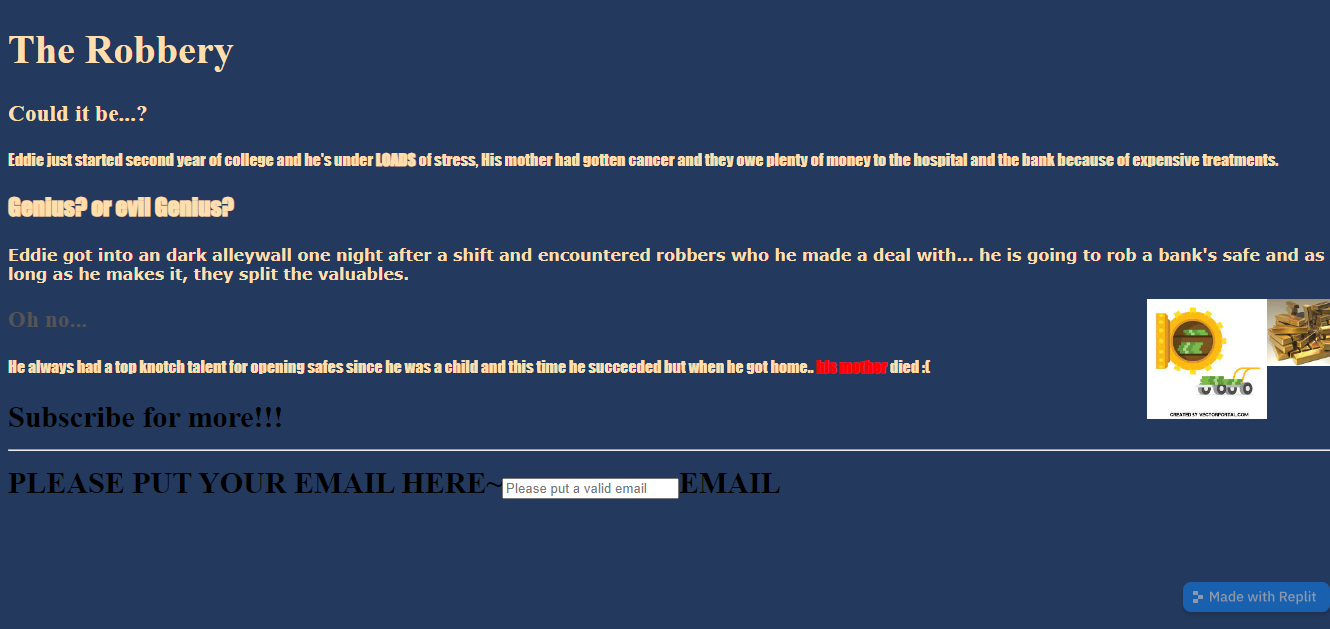 The Robbery
Could it be...?
Eddie just started second year of college and he's under LOADS of stress, His mother had gotten cancer and they owe plenty of money to the hospital and the bank because of expensive treatments.
Genius? or evil Genius?
Eddie got into an dark alleywall one night after a shift and encountered robbers who he made a deal with... he is going to rob a bank's safe and as
long as he makes it, they split the valuables.
Oh no...
He always had a top knotch talent for opening safes since he was a child and this time he succeeded but when he got home.. his mother died :(
CREATED BY VECTORPORTAL.COM
Subscribe for more!!!
PLEASE PUT YOUR EMAIL HERE~ Please put a valid email EMAIL
Made with Replit